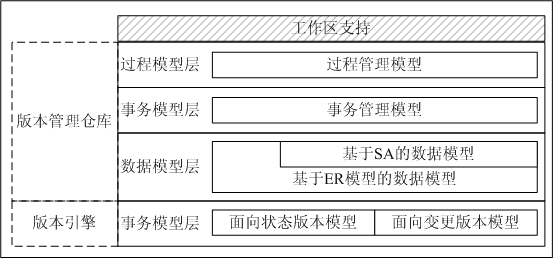 工作区支持
版本管理仓库
过程模型层
过程管理模型
事务模型层
事务管理模型
数据模型层
基于SA的数据模型
基于ER模型的数据模型
版本引擎
事务模型层
面向状态版本模型
面向变更版本模型